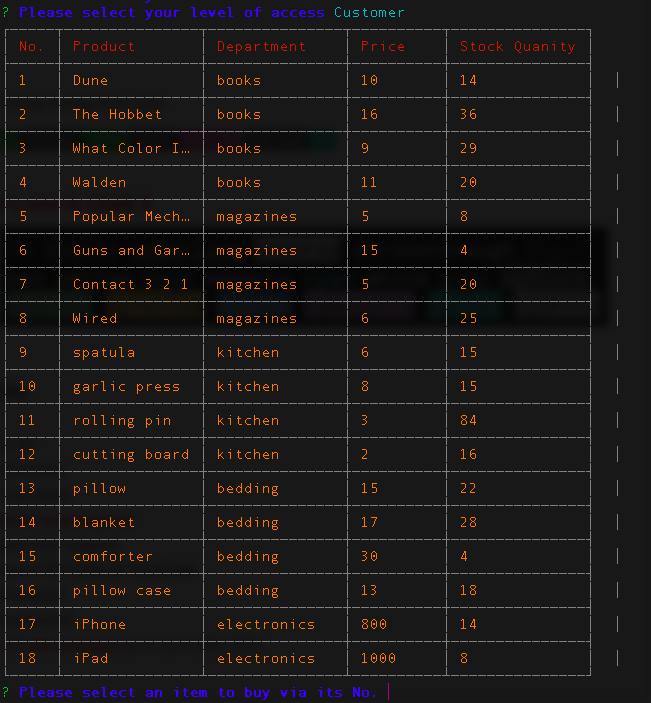 ? Please select your level of access Customer
No. Product Department Price Stock Quanity
1 Dune books 10 14
2 The Hobbet books 16 36
3 What Color I… books 9 29
4 Walden books 11 20
5 Popular Mech… magazines 5 8
6 Guns and Gar… magazines 15 4
7 Contact 3 2 1 magazines 5 20
8 Wired magazines 6 25
9 spatula kitchen 6 15
10 garlic press kitchen 8 15
11 rolling pin kitchen 3 84
12 cutting board kitchen 2 16
13 pillow bedding 15 22
14 blanket bedding 17 28
15 comforter bedding 30 4
16 pillow case bedding 13 18
17 iPhone electronics 800 14
18 iPad electronics 1000 8
? Please select an item to buy via its No.